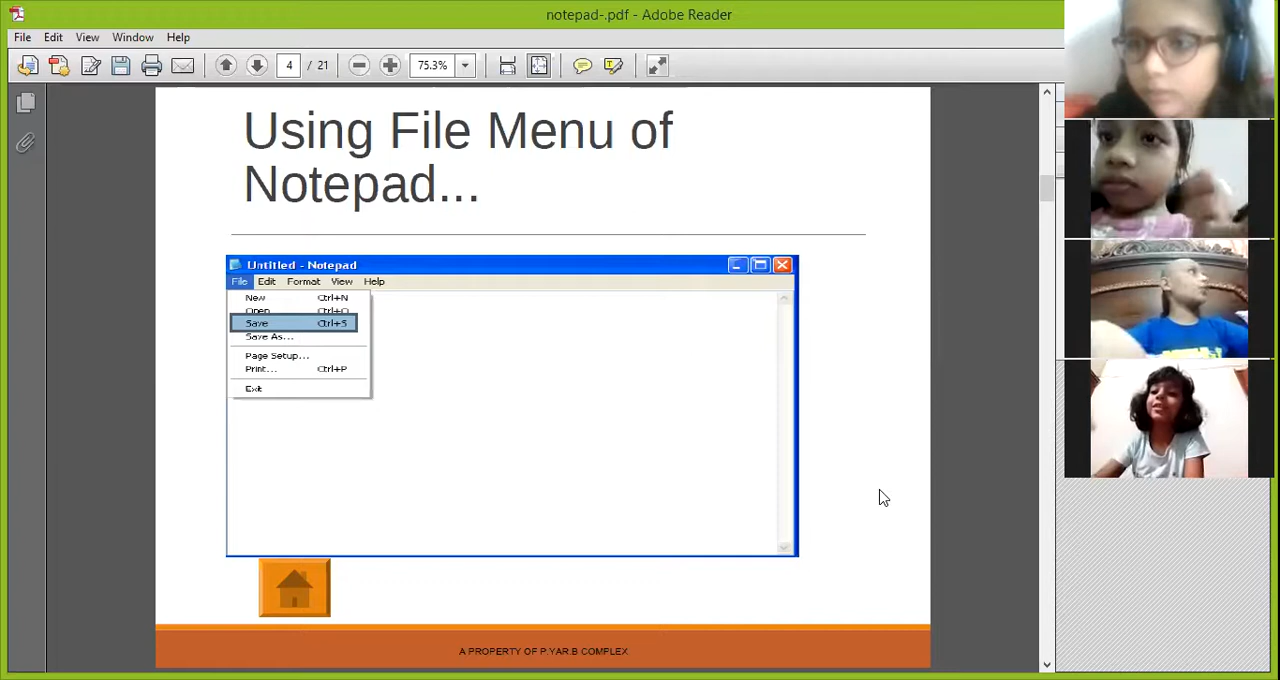 notepad-.pdf - Adobe Reader
File Edit View Window Help
4 / 21 75.3%
Using File Menu of
Notepad...
Untitled - Notepad
File Edit Format View Help
New Ctrl+N
Open Ctrl+O
Save Ctrl+S
Save As...
Page Setup...
Print... Ctrl+P
Exit
A PROPERTY OF P.YAR.B COMPLEX